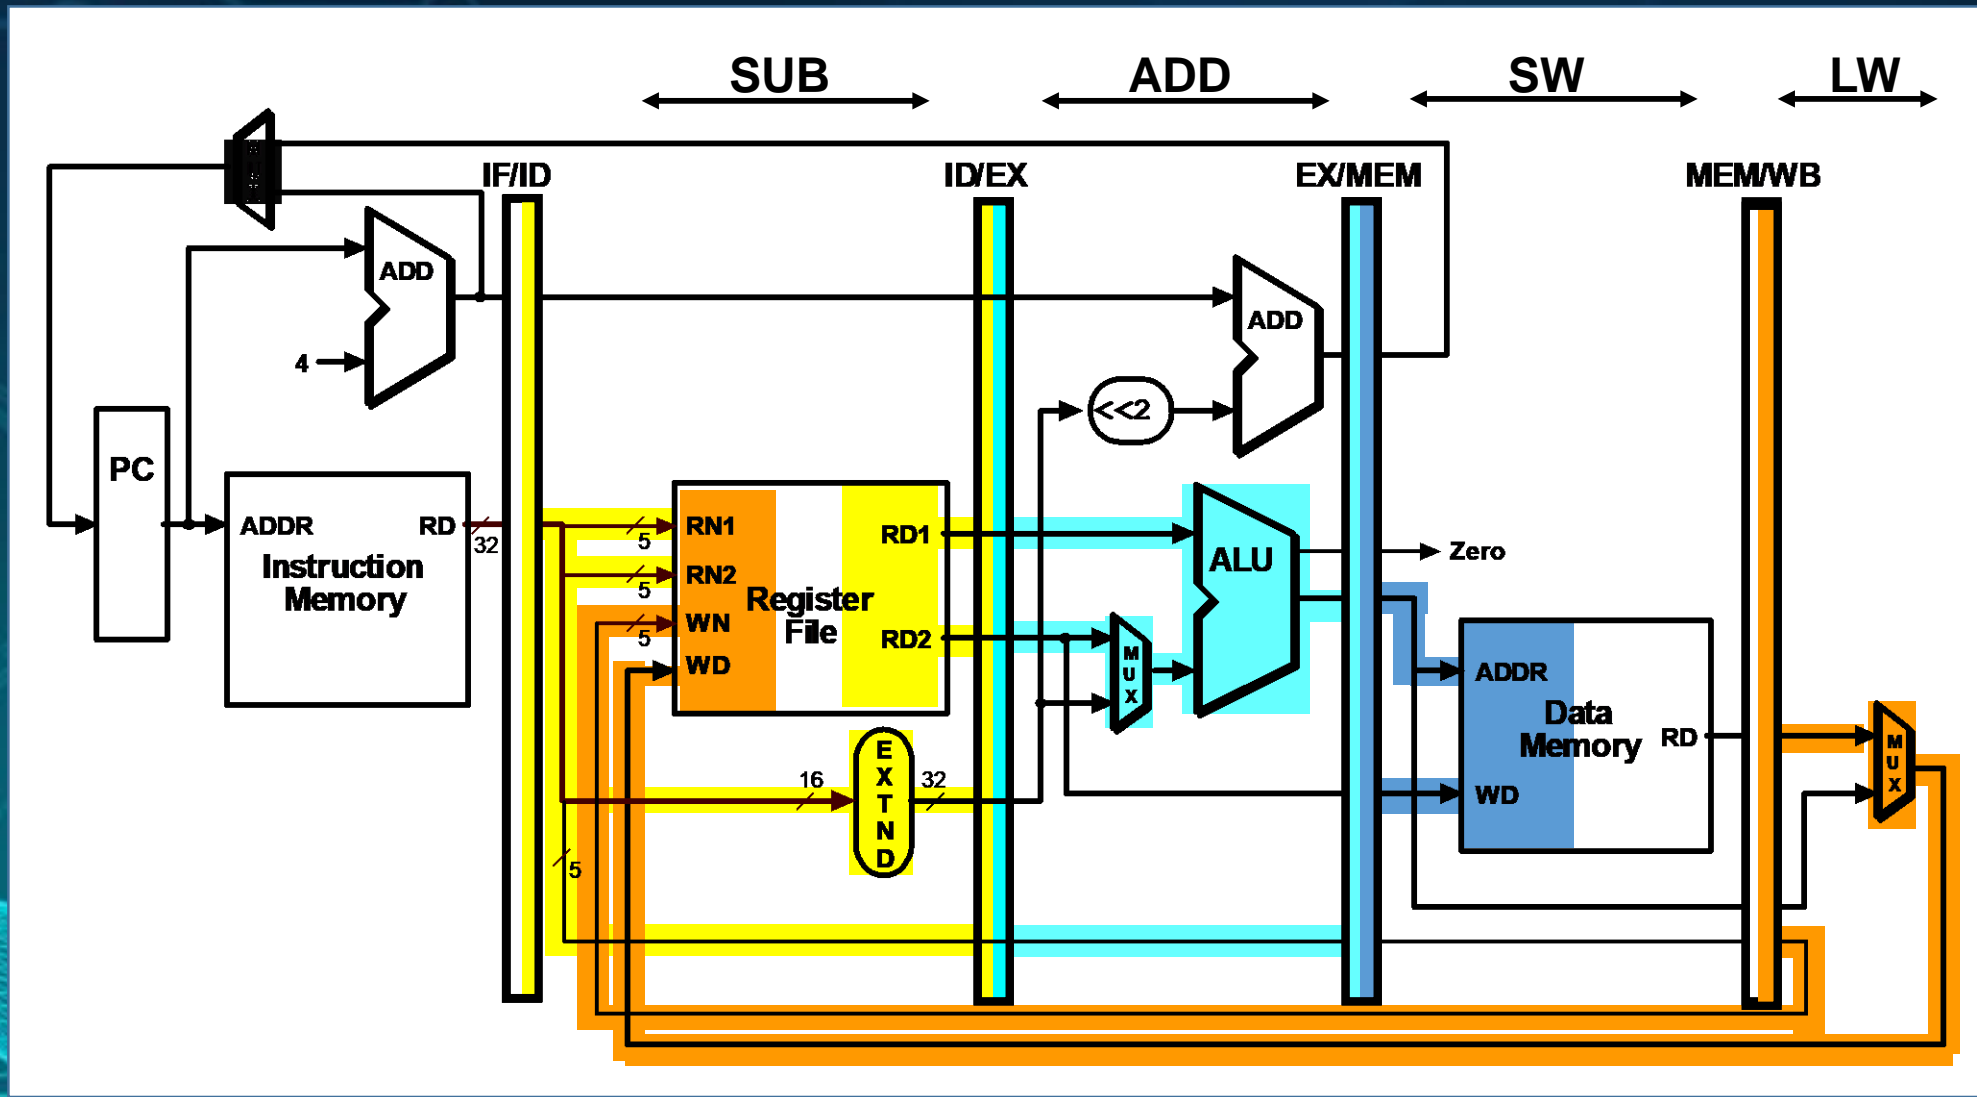 SUB
ADD
SW
LW
IF/ID
ID/EX
EX/MEM
MEM/WB
ADD
ADD
4
<<2
PC
ADDR
RD
32
Instruction
Memory
5
RN1
RD1
ALU
Zero
5
RN2
Register
File
5
WN
RD2
WD
MUX
ADDR
Data
Memory
RD
WD
MUX
16
EXTND
32
5